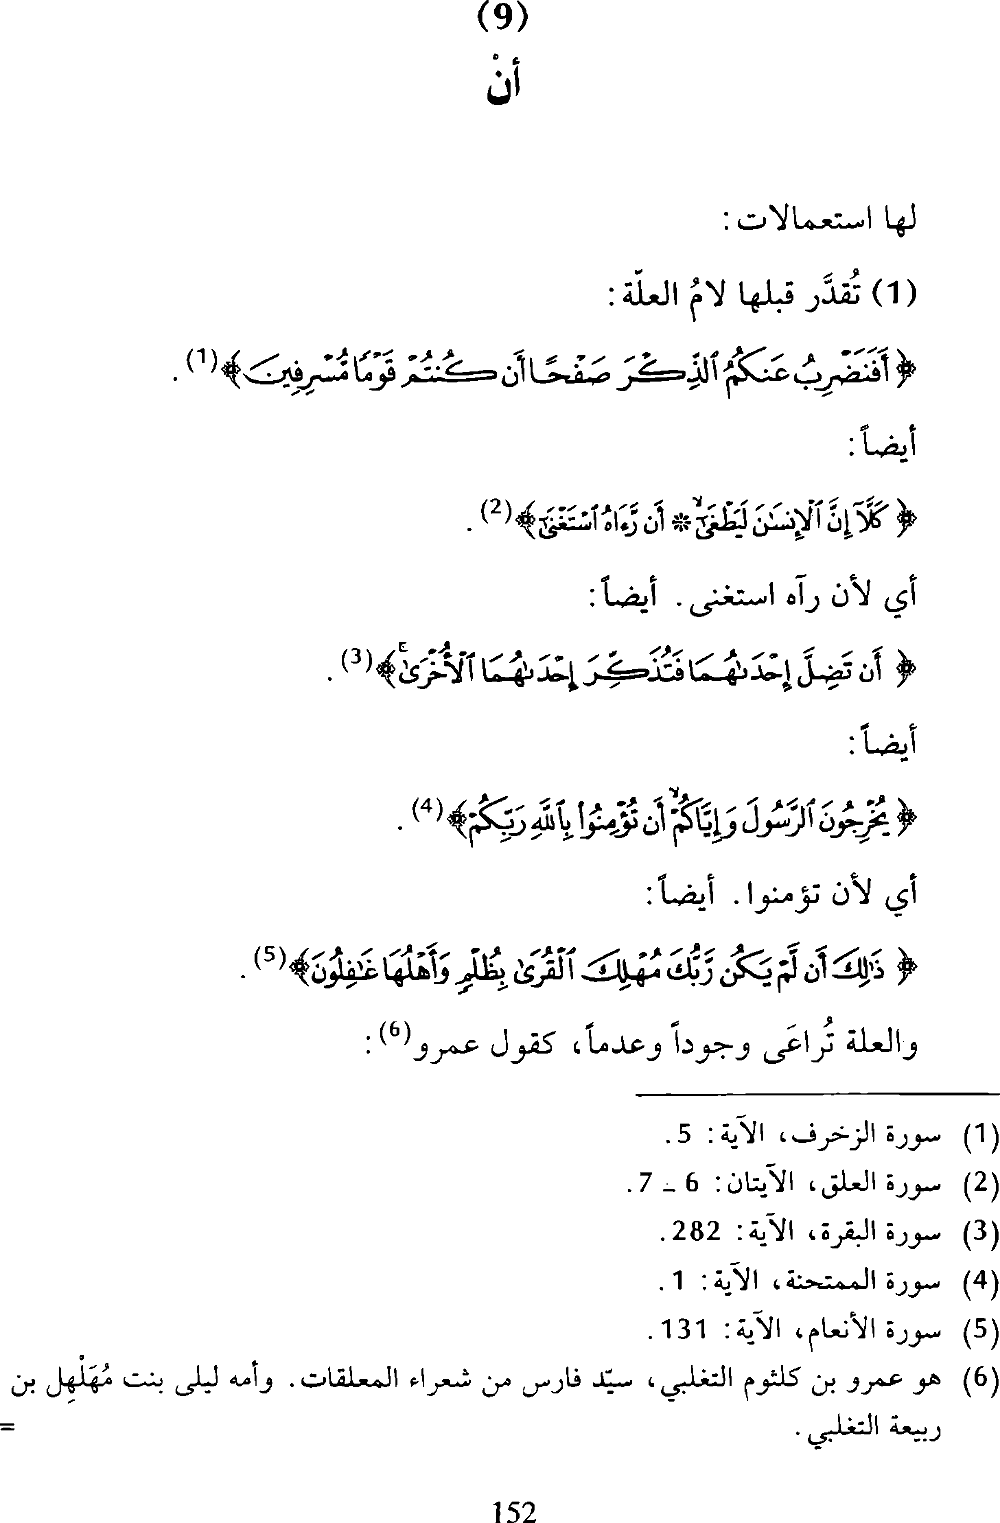 (9)
أنْ
لها استعمالات:
(1) تُقدَّر قبلها لامُ العلّة:
﴿ أَفَنَضْرِبُ عَنكُمُ ٱلذِّكْرَ صَفْحًا أَن كُنتُمْ قَوْمًا مُّسْرِفِينَ﴾(1).
أيضاً:
﴿ كَلَّآ إِنَّ ٱلْإِنسَٰنَ لَيَطْغَىٰٓۙ * أَن رَّءَاهُ ٱسْتَغْنَىٰٓ﴾(2).
أي لأن رآه استغنى. أيضاً:
﴿ أَن تَضِلَّ إِحْدَىٰهُمَا فَتُذَكِّرَ إِحْدَىٰهُمَا ٱلْأُخْرَىٰۚ﴾(3).
أيضاً:
﴿ يُخْرِجُونَ ٱلرَّسُولَ وَإِيَّاكُمْۙ أَن تُؤْمِنُوا۟ بِٱللَّهِ رَبِّكُمْ﴾(4).
أي لأن تؤمنوا. أيضاً:
﴿ ذَٰلِكَ أَن لَّمْ يَكُن رَّبُّكَ مُهْلِكَ ٱلْقُرَىٰ بِظُلْمٍ وَأَهْلُهَا غَٰفِلُونَ﴾(5).
والعلة تُراعَى وجوداً وعدماً، كقول عمرو(6):
(1) سورة الزخرف، الآية: 5.
(2) سورة العلق، الآيتان: 6 ـ 7.
(3) سورة البقرة، الآية: 282.
(4) سورة الممتحنة، الآية: 1.
(5) سورة الأنعام، الآية: 131.
(6) هو عمرو بن كلثوم التغلبي، سيّد فارس من شعراء المعلقات. وأمه ليلى بنت مُهَلْهِل بن
ربيعة التغلبي. =
152